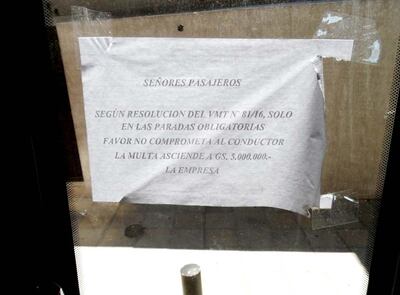 SEÑORES PASAJEROS
SEGÚN RESOLUCION DEL VMT N° 81/16, SOLO
EN LAS PARADAS OBLIGATORIAS
FAVOR NO COMPROMETA AL CONDUCTOR
LA MULTA ASCIENDE A GS. 5.000.000.-
LA EMPRESA